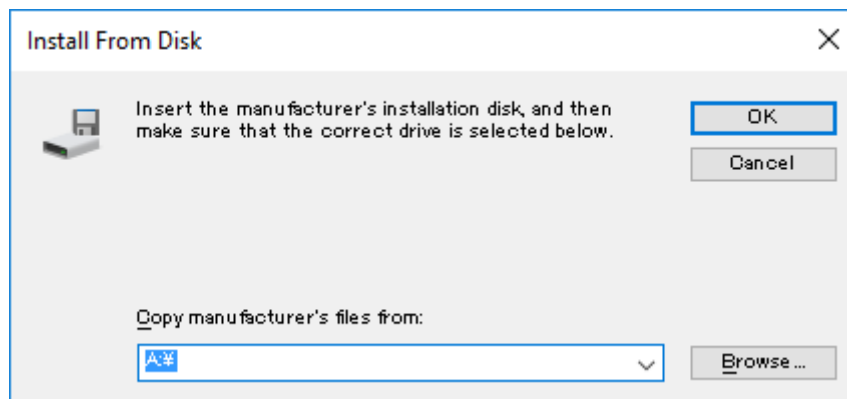 Install From Disk
Insert the manufacturer's installation disk, and then
make sure that the correct drive is selected below.
OK
Cancel
Copy manufacturer's files from:
A:¥
Browse...